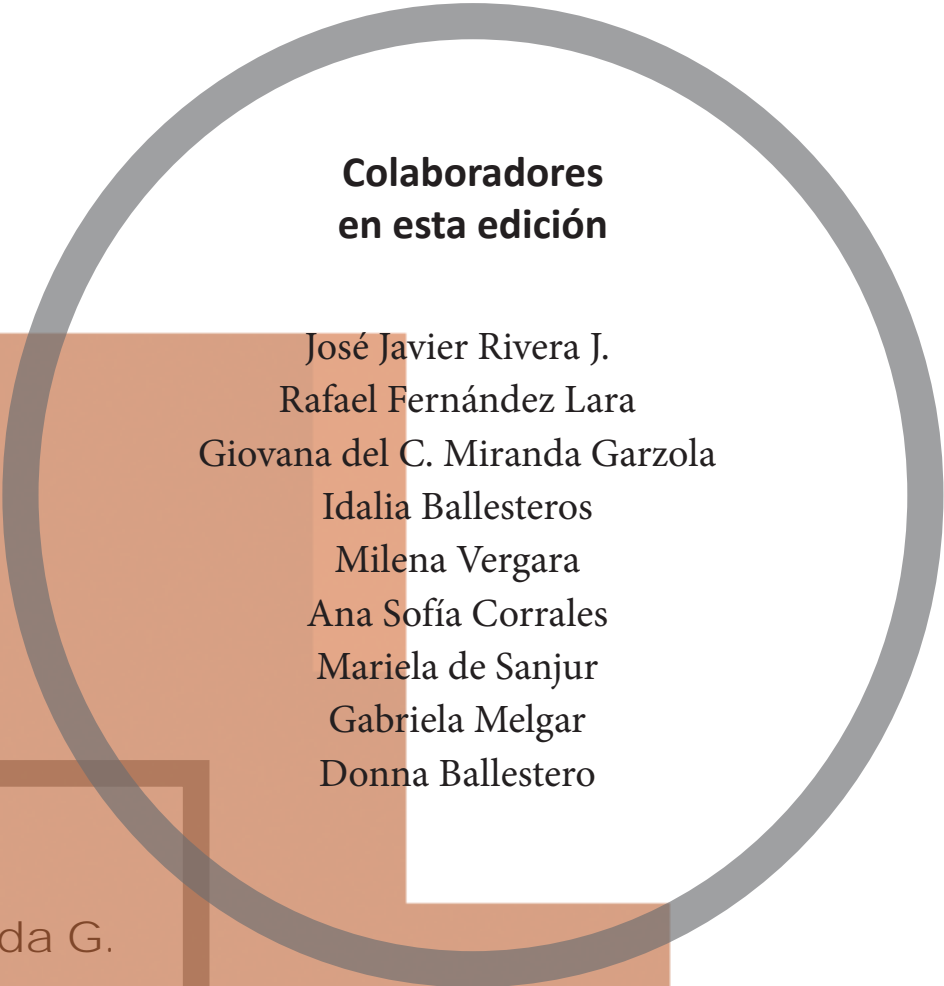 Colaboradores
en esta edición
José Javier Rivera J.
Rafael Fernández Lara
Giovana del C. Miranda Garzola
Idalia Ballesteros
Milena Vergara
Ana Sofía Corrales
Mariela de Sanjur
Gabriela Melgar
Donna Ballestero
da G.